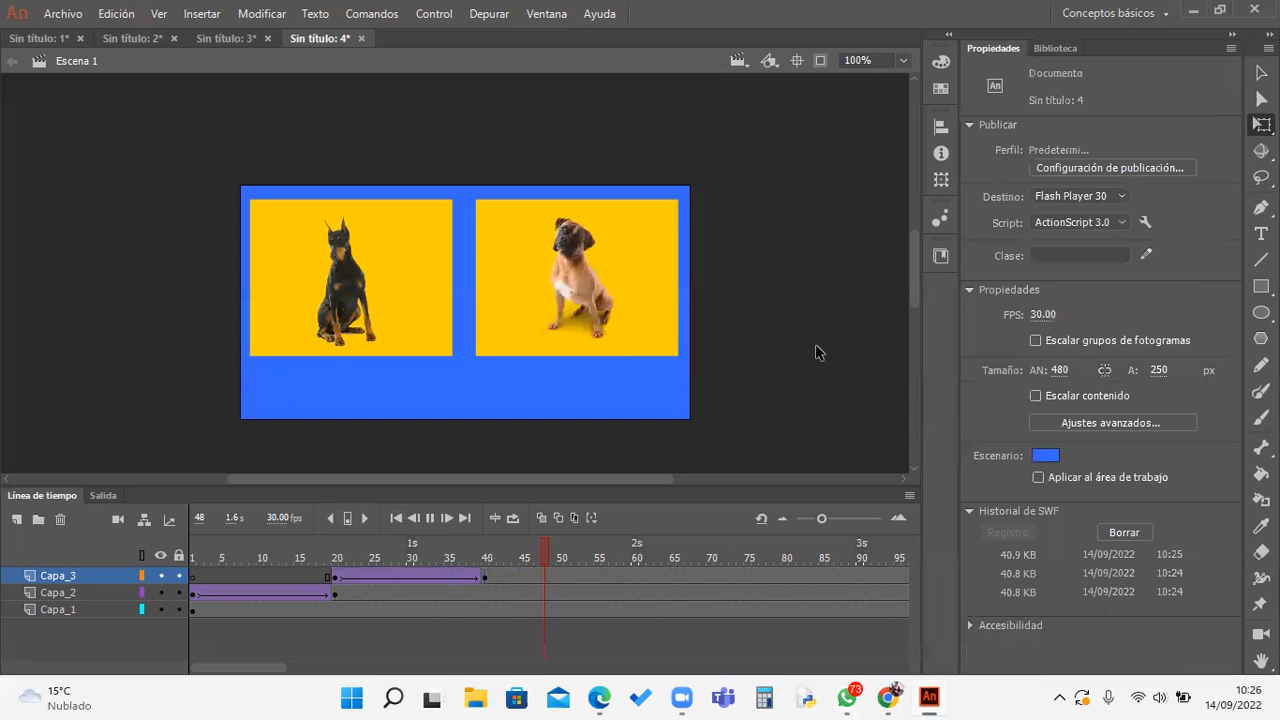 An Archivo Edición Ver Insertar Modificar Texto Comandos Control Depurar Ventana Ayuda Conceptos básicos
Sin título: 1* Sin título: 2* Sin título: 3* Sin título: 4*
Escena 1 100%
Propiedades Biblioteca
An Documento
Sin título: 4
Publicar
Perfil: Predetermi...
Configuración de publicación...
Destino: Flash Player 30
Script: ActionScript 3.0
Clase:
Propiedades
FPS: 30.00
Escalar grupos de fotogramas
Tamaño: AN: 480 A: 250 px
Escalar contenido
Ajustes avanzados...
Escenario:
Aplicar al área de trabajo
Historial de SWF
Registro Borrar
40.9 KB 14/09/2022 10:25
40.8 KB 14/09/2022 10:24
40.8 KB 14/09/2022 10:24
Accesibilidad
Línea de tiempo Salida
48 1.6 s 30.00 fps
1s 2s 3s
1 5 10 15 20 25 30 35 40 45 50 55 60 65 70 75 80 85 90 95
Capa_3
Capa_2
Capa_1
15°C
Nublado
73
An
10:26
14/09/2022